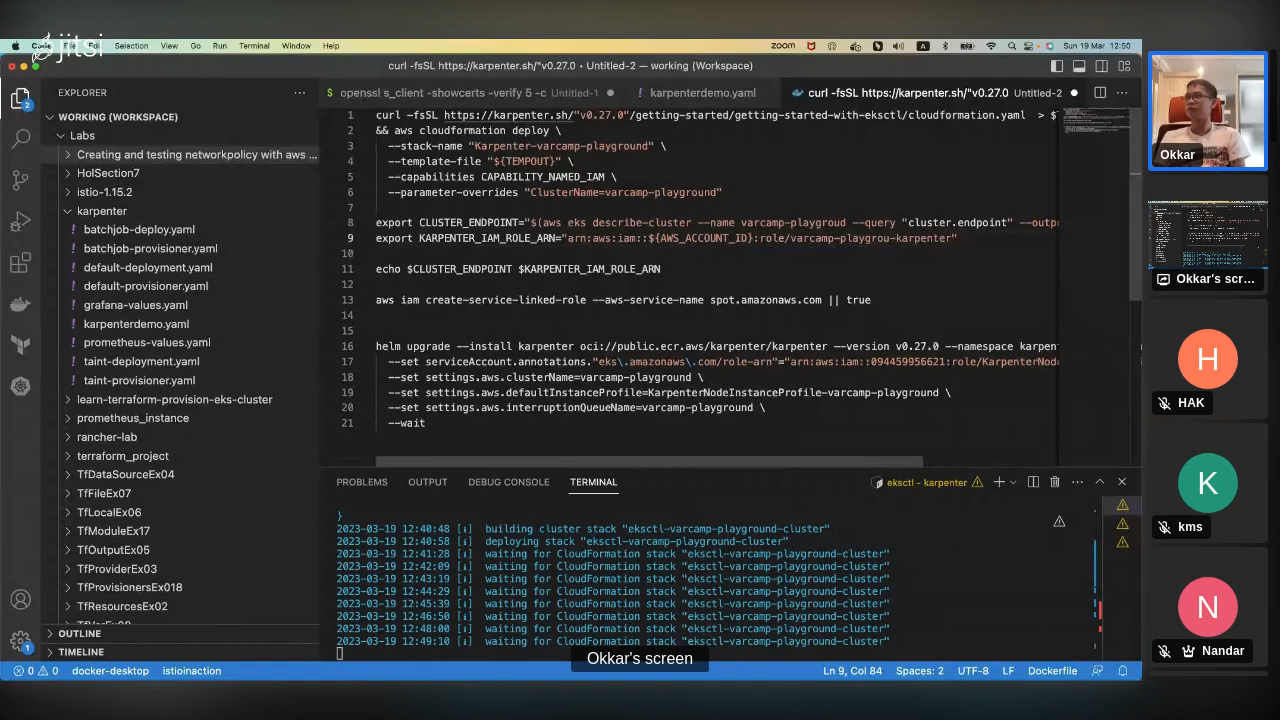 jitsi
Code File Edit Selection View Go Run Terminal Window Help
zoom
Sun 19 Mar 12:50
curl -fsSL https://karpenter.sh/"v0.27.0 • Untitled-2 — working (Workspace)
EXPLORER
WORKING (WORKSPACE)
Labs
Creating and testing networkpolicy with aws ...
HolSection7
istio-1.15.2
karpenter
batchjob-deploy.yaml
batchjob-provisioner.yaml
default-deployment.yaml
default-provisioner.yaml
grafana-values.yaml
karpenterdemo.yaml
prometheus-values.yaml
taint-deployment.yaml
taint-provisioner.yaml
learn-terraform-provision-eks-cluster
prometheus_instance
rancher-lab
terraform_project
TfDataSourceEx04
TfFileEx07
TfLocalEx06
TfModuleEx17
TfOutputEx05
TfProviderEx03
TfProvisionersEx018
TfResourcesEx02
OUTLINE
TIMELINE
$ openssl s_client -showcerts -verify 5 -c Untitled-1
! karpenterdemo.yaml
curl -fsSL https://karpenter.sh/"v0.27.0 Untitled-2
1 curl -fsSL https://karpenter.sh/"v0.27.0"/getting-started/getting-started-with-eksctl/cloudformation.yaml > $
2 && aws cloudformation deploy \
3 --stack-name "Karpenter-varcamp-playground" \
4 --template-file "${TEMPOUT}" \
5 --capabilities CAPABILITY_NAMED_IAM \
6 --parameter-overrides "ClusterName=varcamp-playground"
7
8 export CLUSTER_ENDPOINT="$(aws eks describe-cluster --name varcamp-playgroud --query "cluster.endpoint" --outp
9 export KARPENTER_IAM_ROLE_ARN="arn:aws:iam::${AWS_ACCOUNT_ID}:role/varcamp-playgrou-karpenter"
10
11 echo $CLUSTER_ENDPOINT $KARPENTER_IAM_ROLE_ARN
12
13 aws iam create-service-linked-role --aws-service-name spot.amazonaws.com || true
14
15
16 helm upgrade --install karpenter oci://public.ecr.aws/karpenter/karpenter --version v0.27.0 --namespace karpent
17 --set serviceAccount.annotations."eks\.amazonaws\.com/role-arn"="arn:aws:iam::094459956621:role/KarpenterNod
18 --set settings.aws.clusterName=varcamp-playground \
19 --set settings.aws.defaultInstanceProfile=KarpenterNodeInstanceProfile-varcamp-playground \
20 --set settings.aws.interruptionQueueName=varcamp-playground \
21 --wait
PROBLEMS OUTPUT DEBUG CONSOLE TERMINAL
eksctl - karpenter
}
2023-03-19 12:40:48 [ℹ] building cluster stack "eksctl-varcamp-playground-cluster"
2023-03-19 12:40:58 [ℹ] deploying stack "eksctl-varcamp-playground-cluster"
2023-03-19 12:41:28 [ℹ] waiting for CloudFormation stack "eksctl-varcamp-playground-cluster"
2023-03-19 12:42:09 [ℹ] waiting for CloudFormation stack "eksctl-varcamp-playground-cluster"
2023-03-19 12:43:19 [ℹ] waiting for CloudFormation stack "eksctl-varcamp-playground-cluster"
2023-03-19 12:44:29 [ℹ] waiting for CloudFormation stack "eksctl-varcamp-playground-cluster"
2023-03-19 12:45:39 [ℹ] waiting for CloudFormation stack "eksctl-varcamp-playground-cluster"
2023-03-19 12:46:50 [ℹ] waiting for CloudFormation stack "eksctl-varcamp-playground-cluster"
2023-03-19 12:48:00 [ℹ] waiting for CloudFormation stack "eksctl-varcamp-playground-cluster"
2023-03-19 12:49:10 [ℹ] waiting for CloudFormation stack "eksctl-varcamp-playground-cluster"
Okkar's screen
0 0 docker-desktop istioinaction
Ln 9, Col 84 Spaces: 2 UTF-8 LF Dockerfile
Okkar
Okkar's scr...
H
HAK
K
kms
N
Nandar